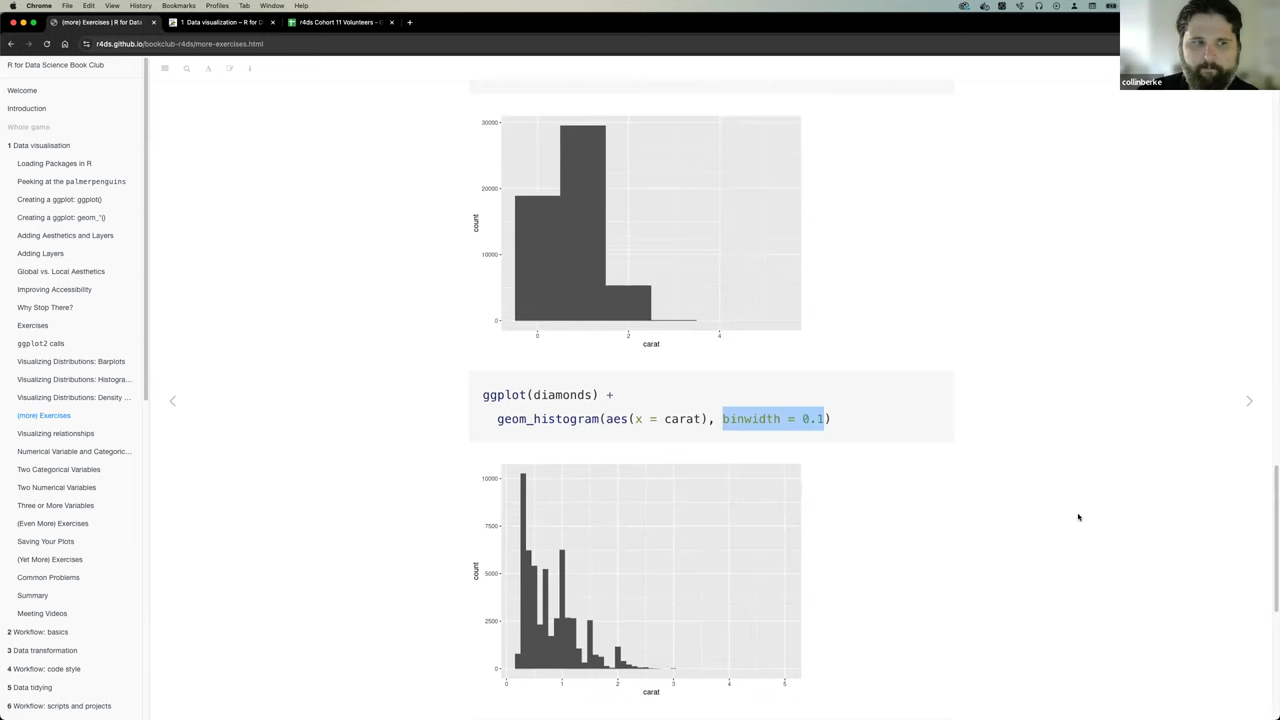 Chrome File Edit View History Bookmarks Profiles Tab Window Help
(more) Exercises | R for Data
1 Data visualization – R for D
r4ds Cohort 11 Volunteers - G
r4ds.github.io/bookclub-r4ds/more-exercises.html
collinberke
R for Data Science Book Club
Welcome
Introduction
Whole game
1 Data visualisation
Loading Packages in R
Peeking at the palmerpenguins
Creating a ggplot: ggplot()
Creating a ggplot: geom_*()
Adding Aesthetics and Layers
Adding Layers
Global vs. Local Aesthetics
Improving Accessibility
Why Stop There?
Exercises
ggplot2 calls
Visualizing Distributions: Barplots
Visualizing Distributions: Histogra...
Visualizing Distributions: Density ...
(more) Exercises
Visualizing relationships
Numerical Variable and Categoric...
Two Categorical Variables
Two Numerical Variables
Three or More Variables
(Even More) Exercises
Saving Your Plots
(Yet More) Exercises
Common Problems
Summary
Meeting Videos
2 Workflow: basics
3 Data transformation
4 Workflow: code style
5 Data tidying
6 Workflow: scripts and projects
30000
20000
10000
0
count
0 2 4
carat
ggplot(diamonds) +
geom_histogram(aes(x = carat), binwidth = 0.1)
10000
7500
5000
2500
0
count
0 1 2 3 4 5
carat